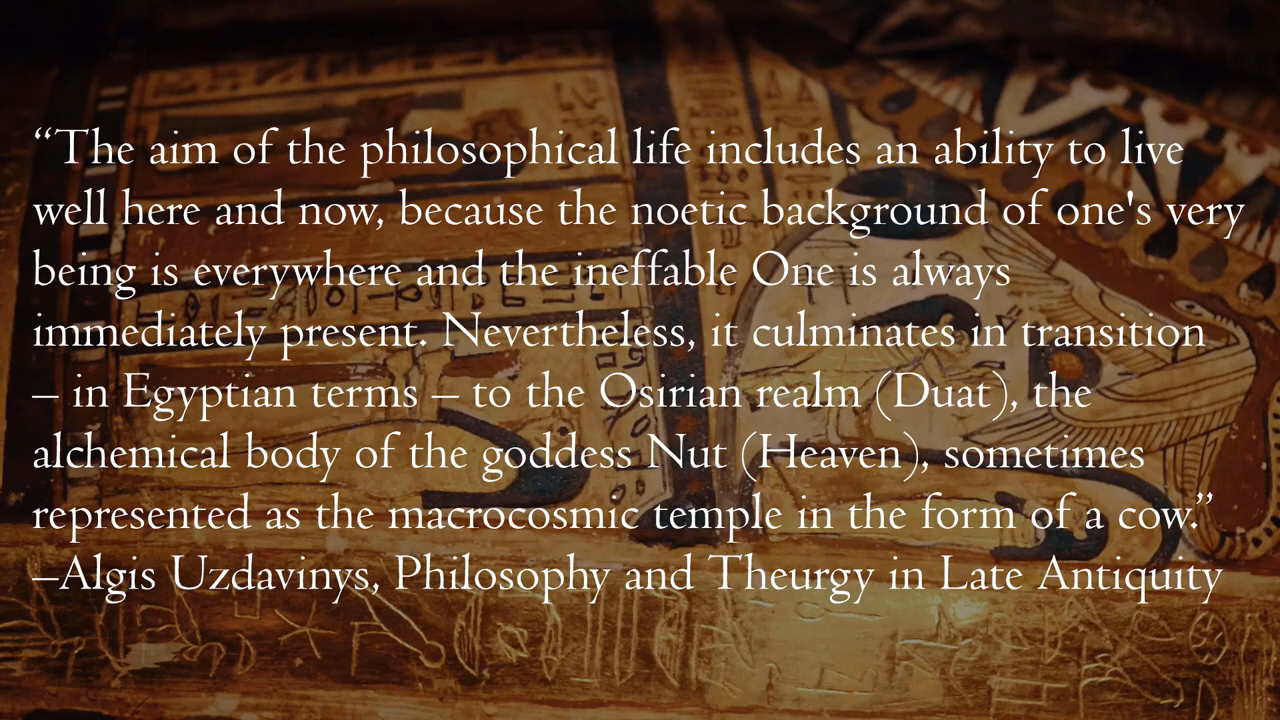 “The aim of the philosophical life includes an ability to live
well here and now, because the noetic background of one's very
being is everywhere and the ineffable One is always
immediately present. Nevertheless, it culminates in transition
– in Egyptian terms – to the Osirian realm (Duat), the
alchemical body of the goddess Nut (Heaven), sometimes
represented as the macrocosmic temple in the form of a cow.”
–Algis Uzdavinys, Philosophy and Theurgy in Late Antiquity